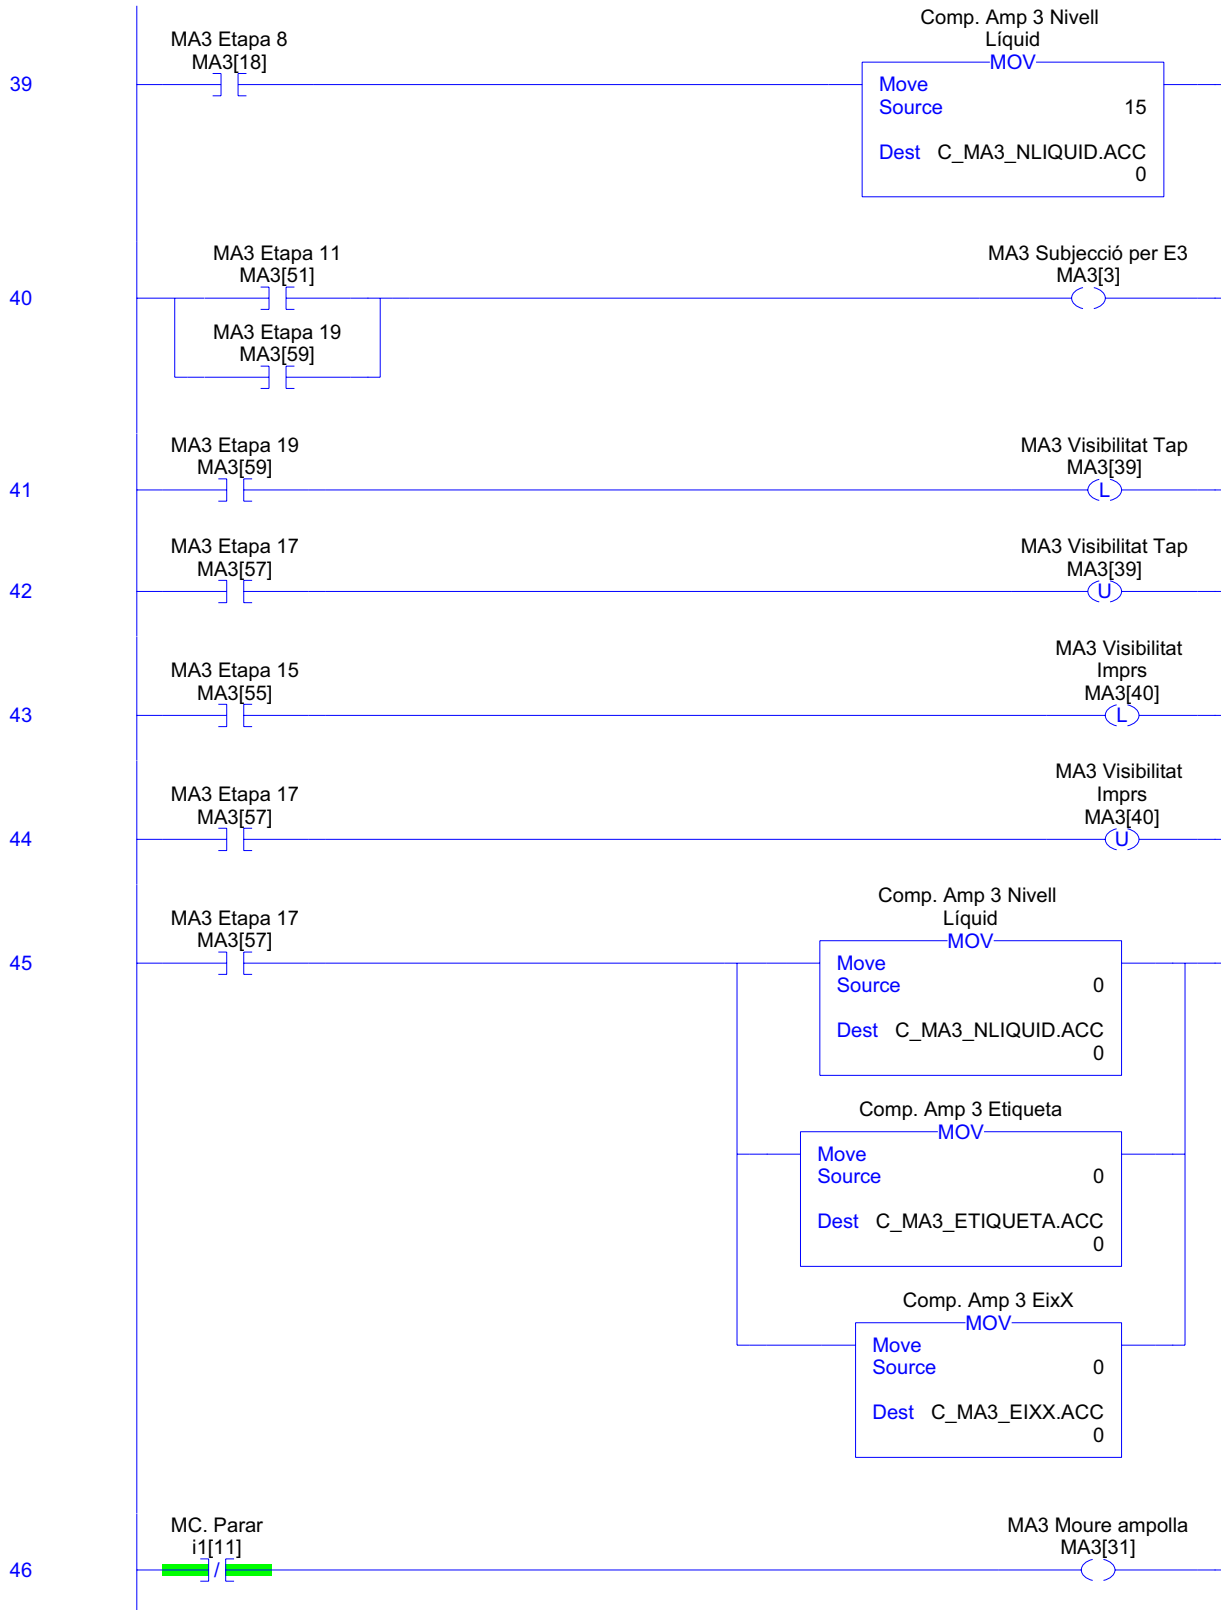 Comp. Amp 3 Nivell
Líquid
MA3 Etapa 8
MA3[18]
MOV
39
Move
Source 15
Dest C_MA3_NLIQUID.ACC
0
MA3 Etapa 11
MA3[51]
MA3 Subjecció per E3
MA3[3]
40
MA3 Etapa 19
MA3[59]
MA3 Etapa 19
MA3[59]
MA3 Visibilitat Tap
MA3[39]
41
L
MA3 Etapa 17
MA3[57]
MA3 Visibilitat Tap
MA3[39]
42
U
MA3 Etapa 15
MA3[55]
MA3 Visibilitat
Imprs
MA3[40]
43
L
MA3 Etapa 17
MA3[57]
MA3 Visibilitat
Imprs
MA3[40]
44
U
MA3 Etapa 17
MA3[57]
Comp. Amp 3 Nivell
Líquid
MOV
45
Move
Source 0
Dest C_MA3_NLIQUID.ACC
0
Comp. Amp 3 Etiqueta
MOV
Move
Source 0
Dest C_MA3_ETIQUETA.ACC
0
Comp. Amp 3 EixX
MOV
Move
Source 0
Dest C_MA3_EIXX.ACC
0
MC. Parar
i1[11]
MA3 Moure ampolla
MA3[31]
46
/